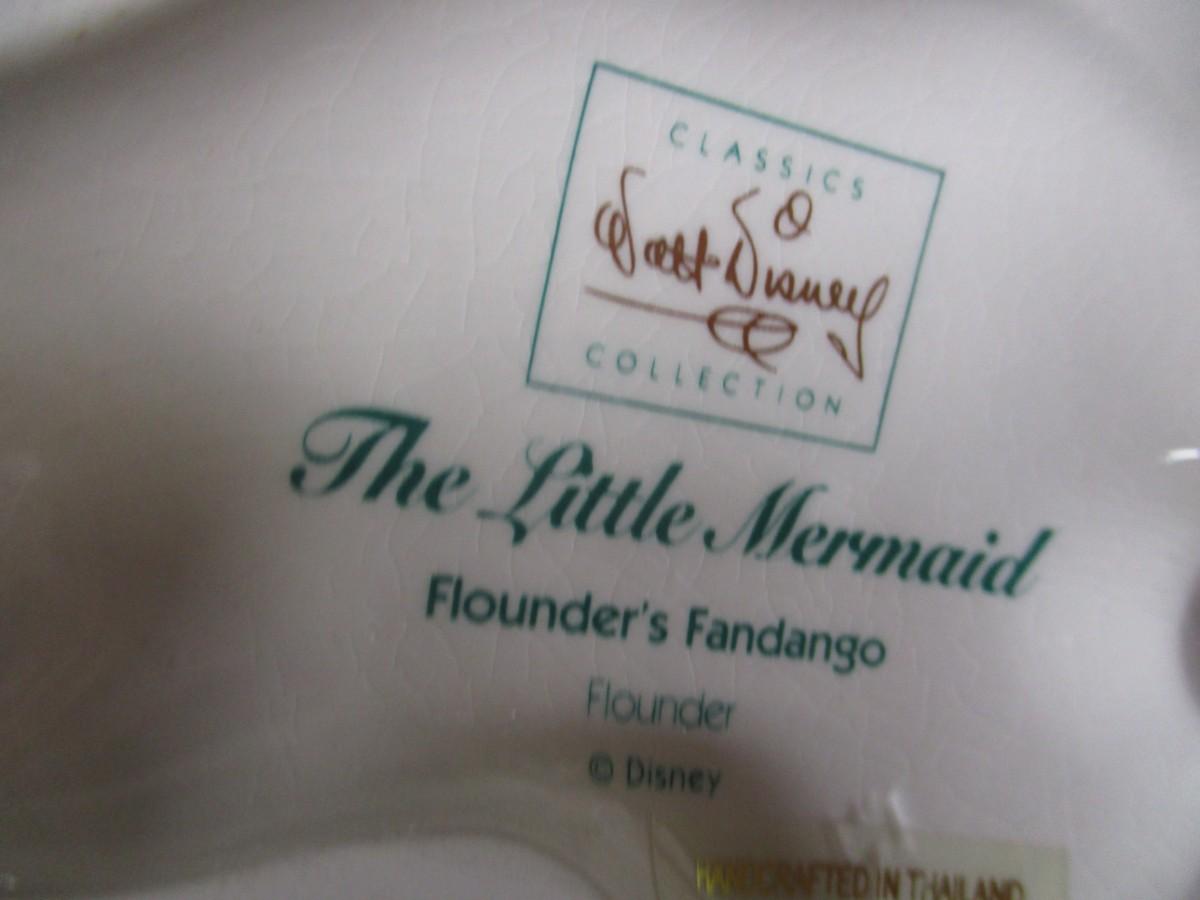 CLASSICS
Walt Disney
COLLECTION
The Little Mermaid
Flounder's Fandango
Flounder
© Disney
HANDCRAFTED IN THAILAND